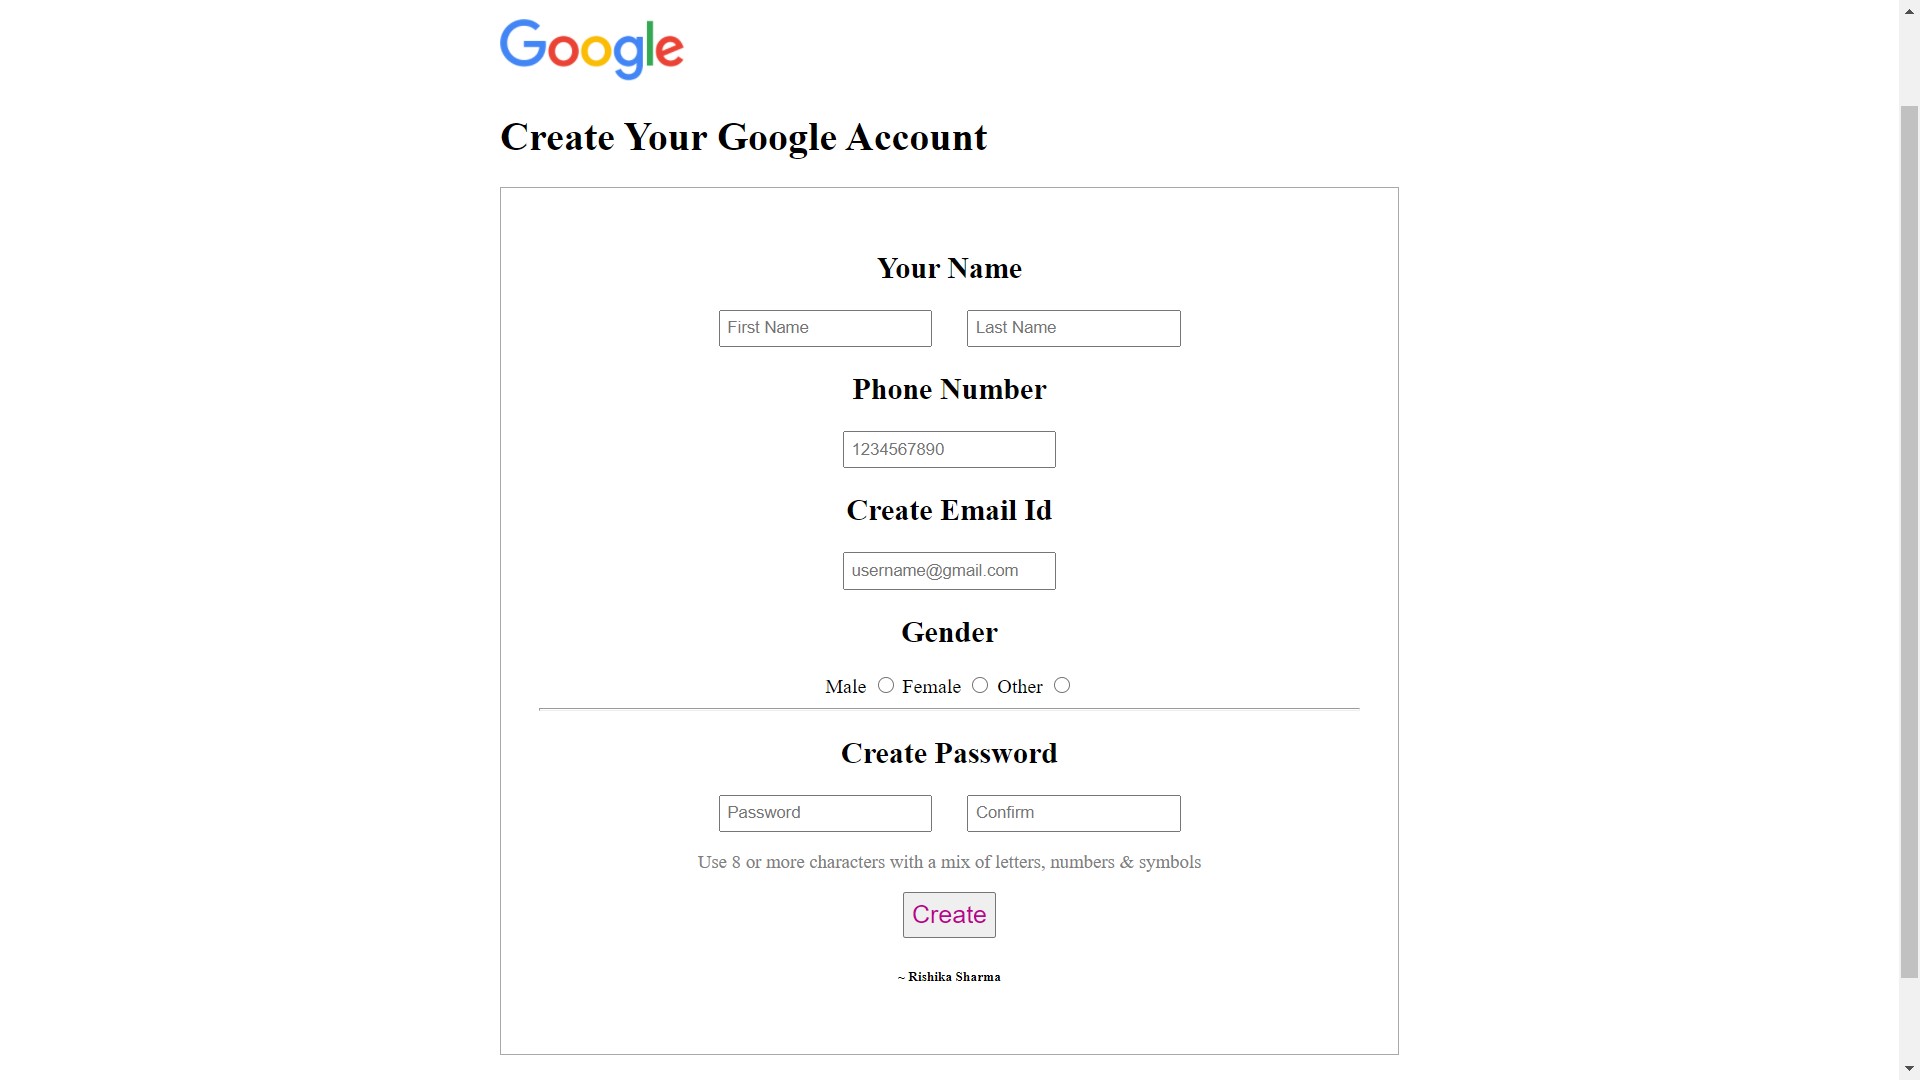 Google
Create Your Google Account
Your Name
First Name Last Name
Phone Number
1234567890
Create Email Id
username@gmail.com
Gender
Male Female Other
Create Password
Password Confirm
Use 8 or more characters with a mix of letters, numbers & symbols
Create
~ Rishika Sharma